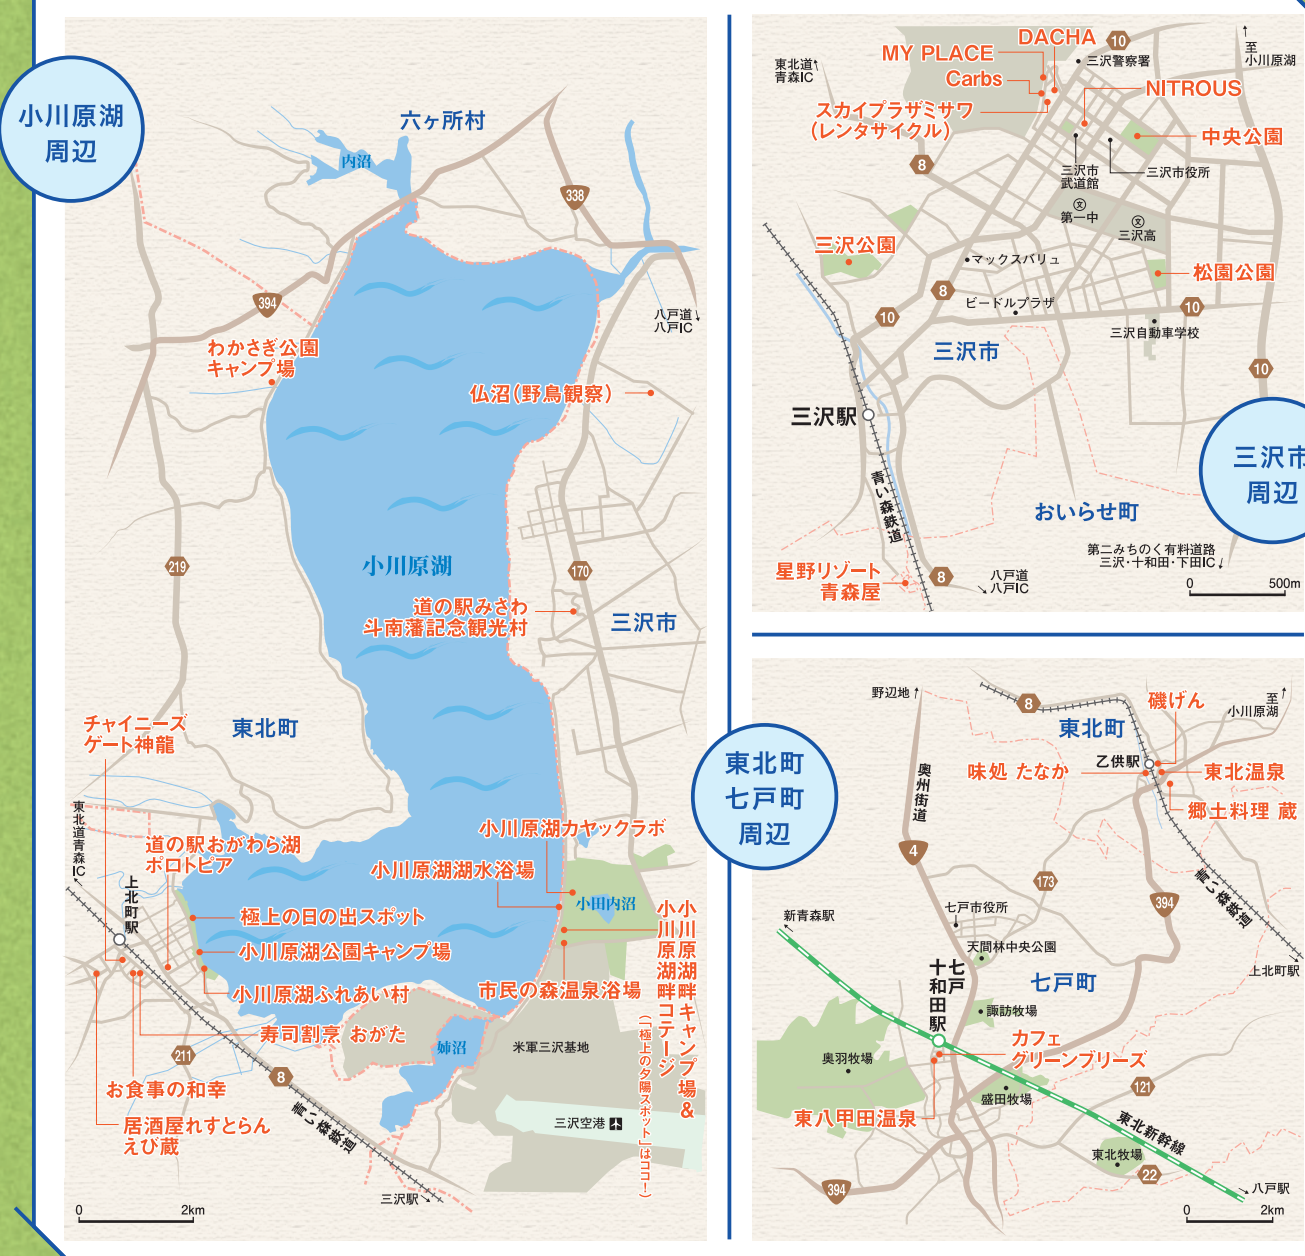 小川原湖
周辺
六ヶ所村
内沼
338
394
八戸道
八戸IC
わかさぎ公園
キャンプ場
仏沼(野鳥観察)
小川原湖
219
170
道の駅みさわ
斗南藩記念観光村
三沢市
チャイニーズ
ゲート神龍
東北町
東北道青森IC
道の駅おがわら湖
ポロトピア
小川原湖カヤックラボ
小川原湖湖水浴場
小田内沼
上北町駅
極上の日の出スポット
小川原湖公園キャンプ場
小川原湖ふれあい村
市民の森温泉浴場
小川原湖畔キャンプ場&
小川原湖畔コテージ
(「極上の夕陽スポット」はココ!)
寿司割烹 おがた
姉沼
米軍三沢基地
211
8
お食事の和幸
居酒屋れすとらん
えび蔵
青い森鉄道
三沢空港
三沢駅
0
2km
三沢市
周辺
DACHA
10
MY PLACE
Carbs
三沢警察署
至
小川原湖
東北道
青森IC
NITROUS
スカイプラザミサワ
(レンタサイクル)
中央公園
8
三沢市
武道館
三沢市役所
文
第一中
文
三沢高
三沢公園
マックスバリュ
松園公園
8
ビードルプラザ
10
10
三沢自動車学校
三沢市
10
三沢駅
青い森鉄道
おいらせ町
第二みちのく有料道路
三沢・十和田・下田IC
星野リゾート
青森屋
8
八戸道
八戸IC
0
500m
東北町
七戸町
周辺
野辺地
8
東北町
磯げん
至
小川原湖
乙供駅
味処 たなか
東北温泉
郷土料理 蔵
奥州街道
4
173
394
青い森鉄道
七戸市役所
新青森駅
天間林中央公園
七戸
十和田駅
七戸町
上北町駅
諏訪牧場
カフェ
グリーンブリーズ
奥羽牧場
121
盛田牧場
東八甲田温泉
東北新幹線
東北牧場
22
394
八戸駅
0
2km